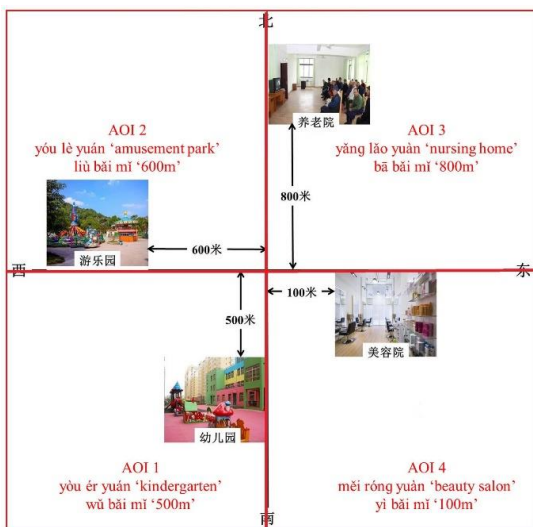 北
AOI 2
yóu lè yuán ‘amusement park’
liù bǎi mǐ ‘600m’
养老院
AOI 3
yǎng lǎo yuàn ‘nursing home’
bā bǎi mǐ ‘800m’
800米
游乐园
600米
西
东
500米
100米
美容院
幼儿园
AOI 1
yòu ér yuán ‘kindergarten’
wǔ bǎi mǐ ‘500m’
AOI 4
měi róng yuàn ‘beauty salon’
yì bǎi mǐ ‘100m’
南